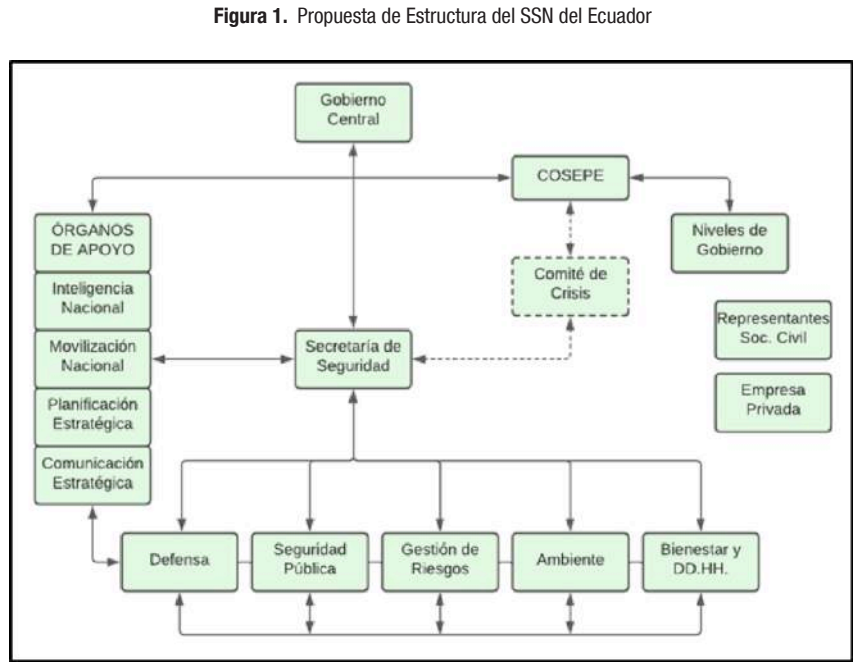 Figura 1. Propuesta de Estructura del SSN del Ecuador
Gobierno
Central
COSEPE
ÓRGANOS
DE APOYO
Niveles de
Gobierno
Inteligencia
Nacional
Comité de
Crisis
Movilización
Nacional
Secretaría de
Seguridad
Representantes
Soc. Civil
Planificación
Estratégica
Empresa
Privada
Comunicación
Estratégica
Defensa
Seguridad
Pública
Gestión de
Riesgos
Ambiente
Bienestar y
DD.HH.